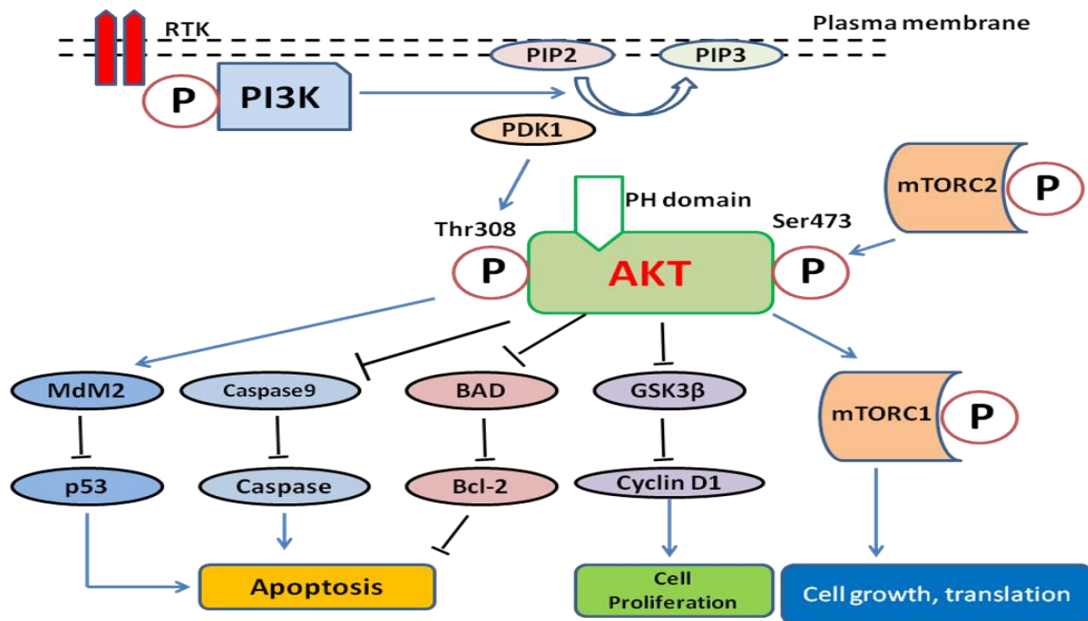 RTK
Plasma membrane
PIP2
PIP3
P
PI3K
PDK1
mTORC2
P
PH domain
Thr308
Ser473
P
AKT
P
MdM2
Caspase9
BAD
GSK3β
mTORC1
P
p53
Caspase
Bcl-2
Cyclin D1
Apoptosis
Cell
Proliferation
Cell growth, translation